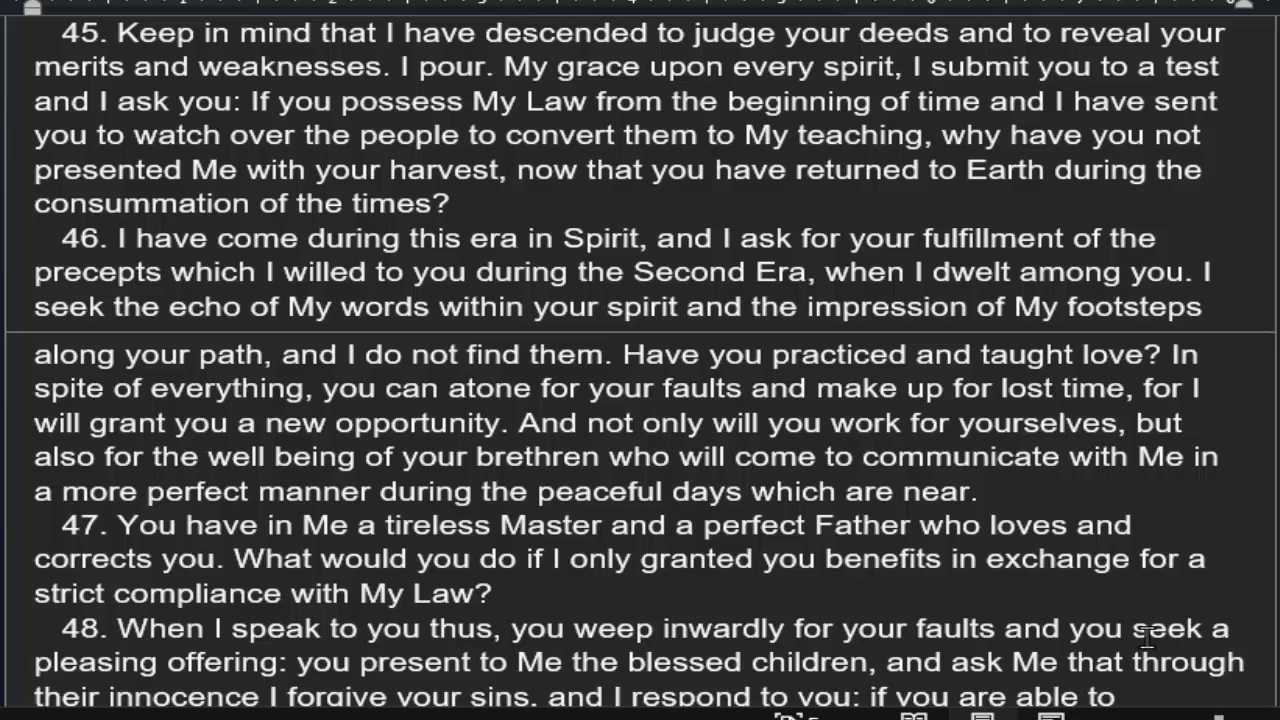 45. Keep in mind that I have descended to judge your deeds and to reveal your
merits and weaknesses. I pour. My grace upon every spirit, I submit you to a test
and I ask you: If you possess My Law from the beginning of time and I have sent
you to watch over the people to convert them to My teaching, why have you not
presented Me with your harvest, now that you have returned to Earth during the
consummation of the times?
46. I have come during this era in Spirit, and I ask for your fulfillment of the
precepts which I willed to you during the Second Era, when I dwelt among you. I
seek the echo of My words within your spirit and the impression of My footsteps
along your path, and I do not find them. Have you practiced and taught love? In
spite of everything, you can atone for your faults and make up for lost time, for I
will grant you a new opportunity. And not only will you work for yourselves, but
also for the well being of your brethren who will come to communicate with Me in
a more perfect manner during the peaceful days which are near.
47. You have in Me a tireless Master and a perfect Father who loves and
corrects you. What would you do if I only granted you benefits in exchange for a
strict compliance with My Law?
48. When I speak to you thus, you weep inwardly for your faults and you seek a
pleasing offering: you present to Me the blessed children, and ask Me that through
their innocence I forgive your sins, and I respond to you: if you are able to